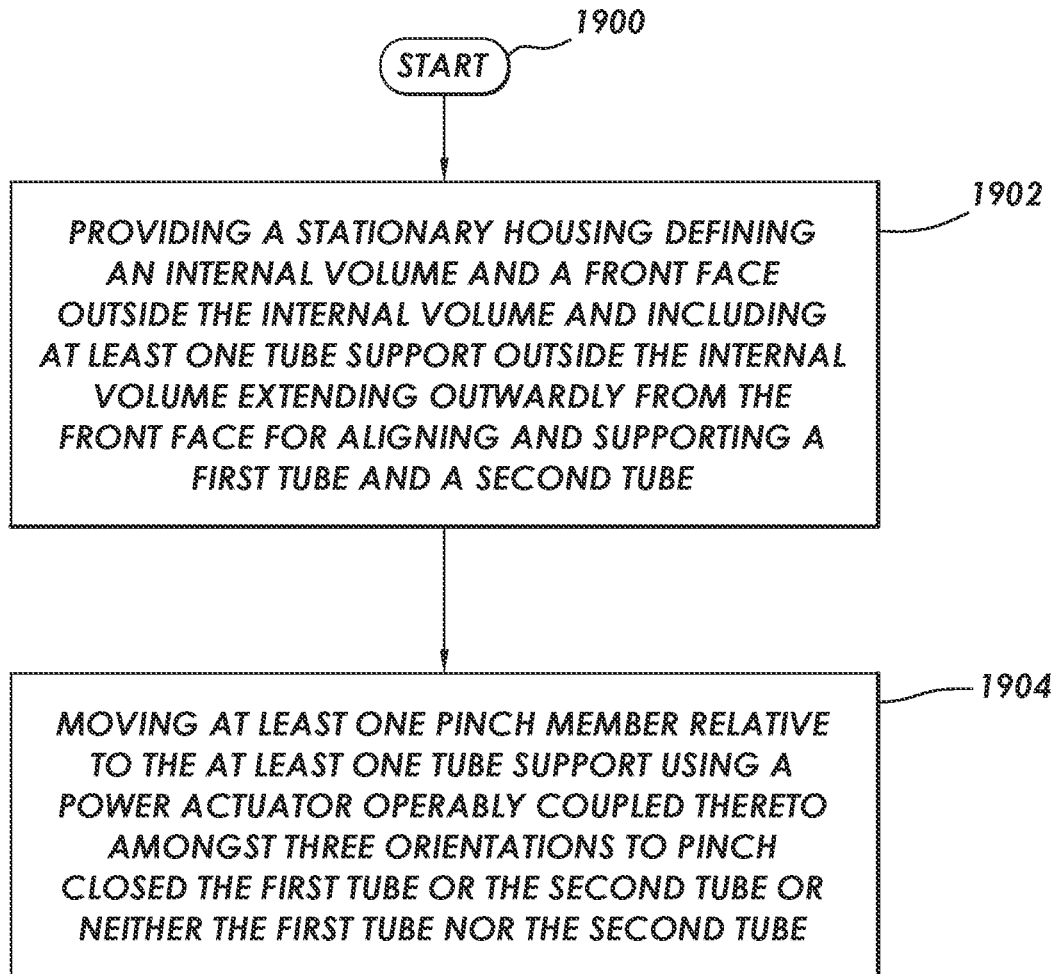 1900
START
1902
PROVIDING A STATIONARY HOUSING DEFINING
AN INTERNAL VOLUME AND A FRONT FACE
OUTSIDE THE INTERNAL VOLUME AND INCLUDING
AT LEAST ONE TUBE SUPPORT OUTSIDE THE INTERNAL
VOLUME EXTENDING OUTWARDLY FROM THE
FRONT FACE FOR ALIGNING AND SUPPORTING A
FIRST TUBE AND A SECOND TUBE
1904
MOVING AT LEAST ONE PINCH MEMBER RELATIVE
TO THE AT LEAST ONE TUBE SUPPORT USING A
POWER ACTUATOR OPERABLY COUPLED THERETO
AMONGST THREE ORIENTATIONS TO PINCH
CLOSED THE FIRST TUBE OR THE SECOND TUBE OR
NEITHER THE FIRST TUBE NOR THE SECOND TUBE